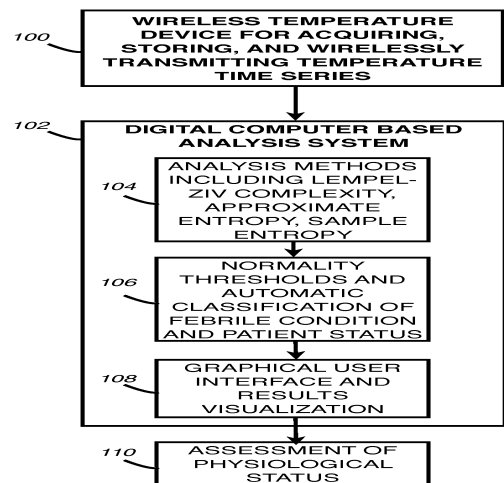 100
WIRELESS TEMPERATURE
DEVICE FOR ACQUIRING,
STORING, AND WIRELESSLY
TRANSMITTING TEMPERATURE
TIME SERIES
102
DIGITAL COMPUTER BASED
ANALYSIS SYSTEM
104
ANALYSIS METHODS
INCLUDING LEMPEL-
ZIV COMPLEXITY,
APPROXIMATE
ENTROPY, SAMPLE
ENTROPY
106
NORMALITY
THRESHOLDS AND
AUTOMATIC
CLASSIFICATION OF
FEBRILE CONDITION
AND PATIENT STATUS
108
GRAPHICAL USER
INTERFACE AND
RESULTS
VISUALIZATION
110
ASSESSMENT OF
PHYSIOLOGICAL
STATUS